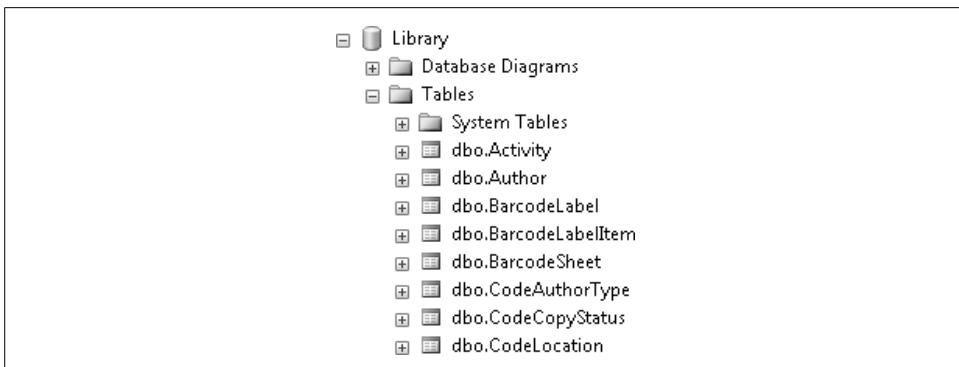 Library
Database Diagrams
Tables
System Tables
dbo.Activity
dbo.Author
dbo.BarcodeLabel
dbo.BarcodeLabelItem
dbo.BarcodeSheet
dbo.CodeAuthorType
dbo.CodeCopyStatus
dbo.CodeLocation